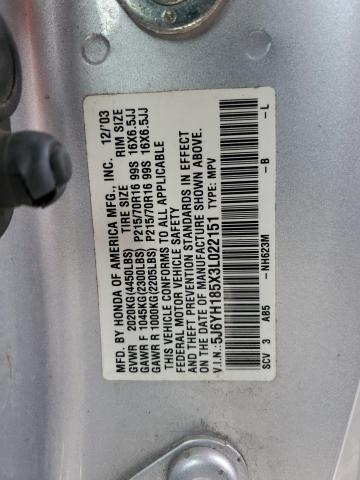 MFD. BY HONDA OF AMERICA MFG., INC. 12/'03
TIRE SIZE RIM SIZE
GVWR 2020KG(4450LBS)
GAWR F 1045KG(2300LBS) P215/70R16 99S 16X6.5JJ
GAWR R 1000KG(2205LBS) P215/70R16 99S 16X6.5JJ
THIS VEHICLE CONFORMS TO ALL APPLICABLE
FEDERAL MOTOR VEHICLE SAFETY
AND THEFT PREVENTION STANDARDS IN EFFECT
ON THE DATE OF MANUFACTURE SHOWN ABOVE.
V.I.N.:5J6YH185X3L022151 TYPE: MPV
SCV 3 A85 -NH623M -B -L